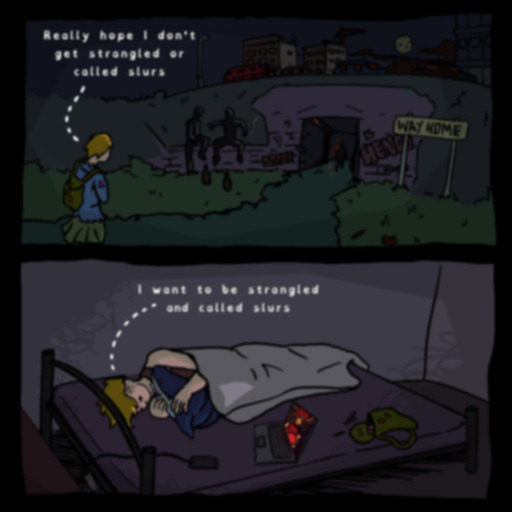 Really hope I don't
get strangled or
called slurs
WAY HOME
I want to be strangled
and called slurs